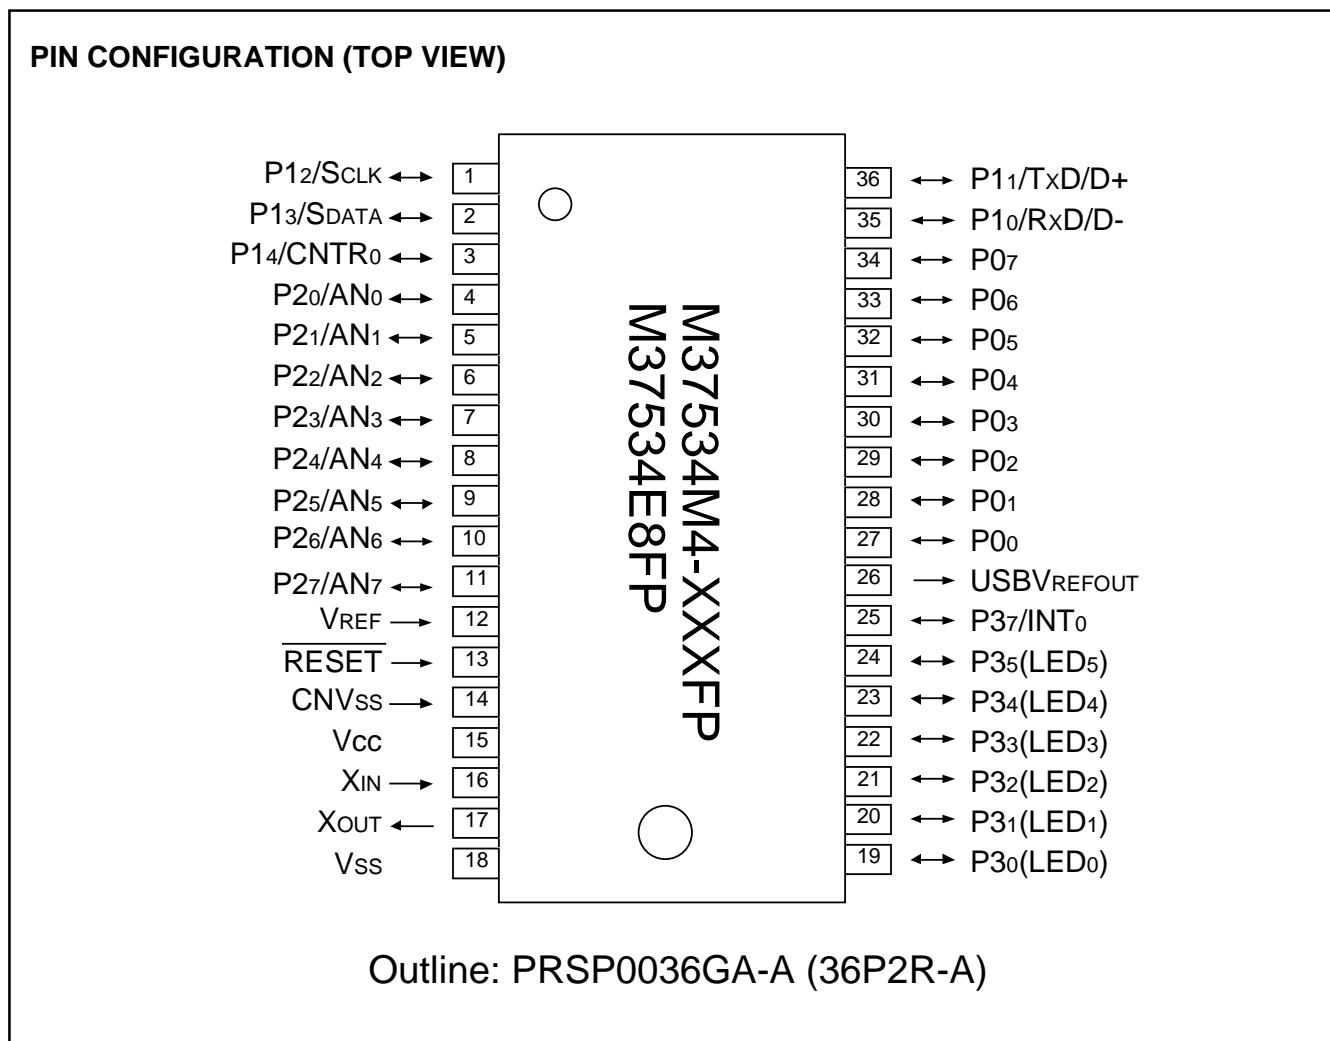 PIN CONFIGURATION (TOP VIEW)
P12/SCLK 1
P13/SDATA 2
P14/CNTR0 3
P20/AN0 4
P21/AN1 5
P22/AN2 6
P23/AN3 7
P24/AN4 8
P25/AN5 9
P26/AN6 10
P27/AN7 11
VREF 12
RESET 13
CNVSS 14
Vcc 15
XIN 16
XOUT 17
VSS 18
M37534M4-XXXFP
M37534E8FP
36 P11/TxD/D+
35 P10/RxD/D-
34 P07
33 P06
32 P05
31 P04
30 P03
29 P02
28 P01
27 P00
26 USBVREFOUT
25 P37/INT0
24 P35(LED5)
23 P34(LED4)
22 P33(LED3)
21 P32(LED2)
20 P31(LED1)
19 P30(LED0)
Outline: PRSP0036GA-A (36P2R-A)